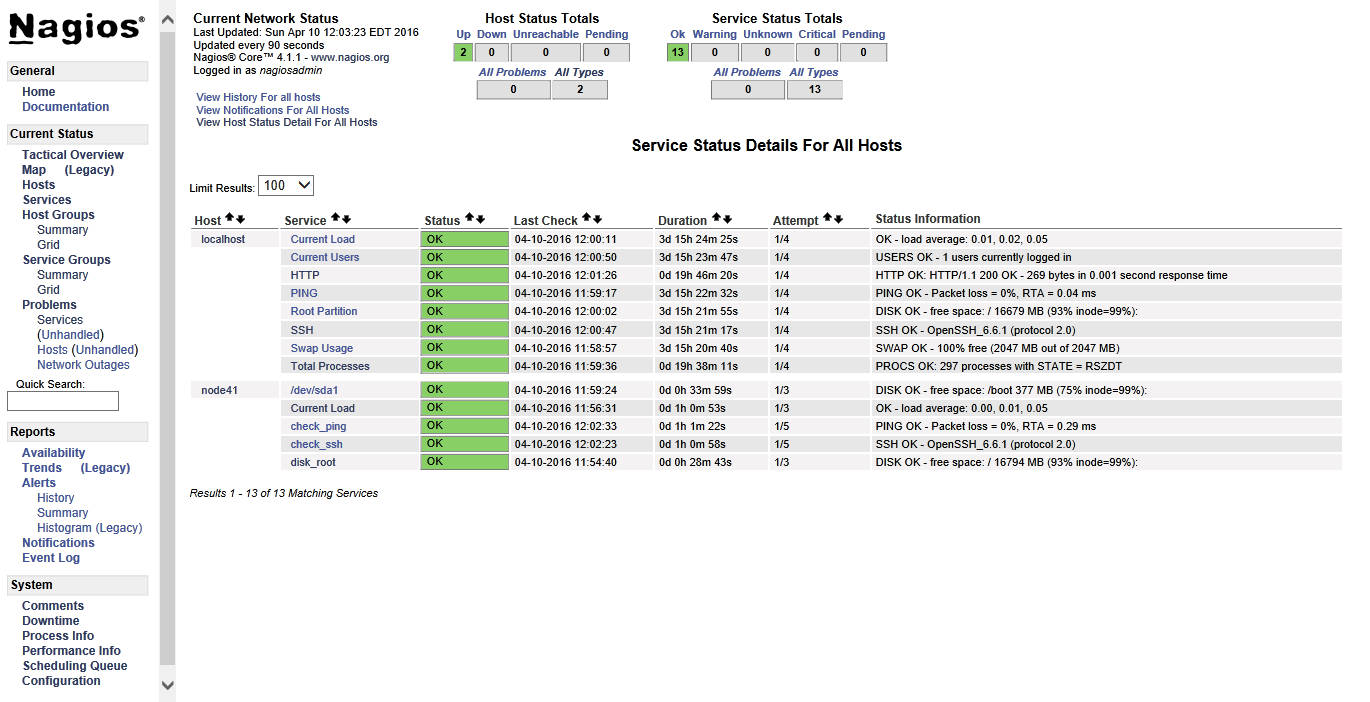 Nagios®
General
Home
Documentation
Current Status
Tactical Overview
Map (Legacy)
Hosts
Services
Host Groups
Summary
Grid
Service Groups
Summary
Grid
Problems
Services
(Unhandled)
Hosts (Unhandled)
Network Outages
Quick Search:
Reports
Availability
Trends (Legacy)
Alerts
History
Summary
Histogram (Legacy)
Notifications
Event Log
System
Comments
Downtime
Process Info
Performance Info
Scheduling Queue
Configuration
Current Network Status
Last Updated: Sun Apr 10 12:03:23 EDT 2016
Updated every 90 seconds
Nagios® Core™ 4.1.1 - www.nagios.org
Logged in as nagiosadmin
View History For all hosts
View Notifications For All Hosts
View Host Status Detail For All Hosts
Host Status Totals
Up Down Unreachable Pending
2 0 0 0
All Problems All Types
0 2
Service Status Totals
Ok Warning Unknown Critical Pending
13 0 0 0 0
All Problems All Types
0 13
Service Status Details For All Hosts
Limit Results: 100
Host Service Status Last Check Duration Attempt Status Information
localhost Current Load OK 04-10-2016 12:00:11 3d 15h 24m 25s 1/4 OK - load average: 0.01, 0.02, 0.05
Current Users OK 04-10-2016 12:00:50 3d 15h 23m 47s 1/4 USERS OK - 1 users currently logged in
HTTP OK 04-10-2016 12:01:26 0d 19h 46m 20s 1/4 HTTP OK: HTTP/1.1 200 OK - 269 bytes in 0.001 second response time
PING OK 04-10-2016 11:59:17 3d 15h 22m 32s 1/4 PING OK - Packet loss = 0%, RTA = 0.04 ms
Root Partition OK 04-10-2016 12:00:02 3d 15h 21m 55s 1/4 DISK OK - free space: / 16679 MB (93% inode=99%):
SSH OK 04-10-2016 12:00:47 3d 15h 21m 17s 1/4 SSH OK - OpenSSH_6.6.1 (protocol 2.0)
Swap Usage OK 04-10-2016 11:58:57 3d 15h 20m 40s 1/4 SWAP OK - 100% free (2047 MB out of 2047 MB)
Total Processes OK 04-10-2016 11:59:36 0d 19h 38m 11s 1/4 PROCS OK: 297 processes with STATE = RSZDT
node41 /dev/sda1 OK 04-10-2016 11:59:24 0d 0h 33m 59s 1/3 DISK OK - free space: /boot 377 MB (75% inode=99%):
Current Load OK 04-10-2016 11:56:31 0d 1h 0m 53s 1/3 OK - load average: 0.00, 0.01, 0.05
check_ping OK 04-10-2016 12:02:33 0d 1h 1m 22s 1/5 PING OK - Packet loss = 0%, RTA = 0.29 ms
check_ssh OK 04-10-2016 12:02:23 0d 1h 0m 58s 1/5 SSH OK - OpenSSH_6.6.1 (protocol 2.0)
disk_root OK 04-10-2016 11:54:40 0d 0h 28m 43s 1/3 DISK OK - free space: / 16794 MB (93% inode=99%):
Results 1 - 13 of 13 Matching Services